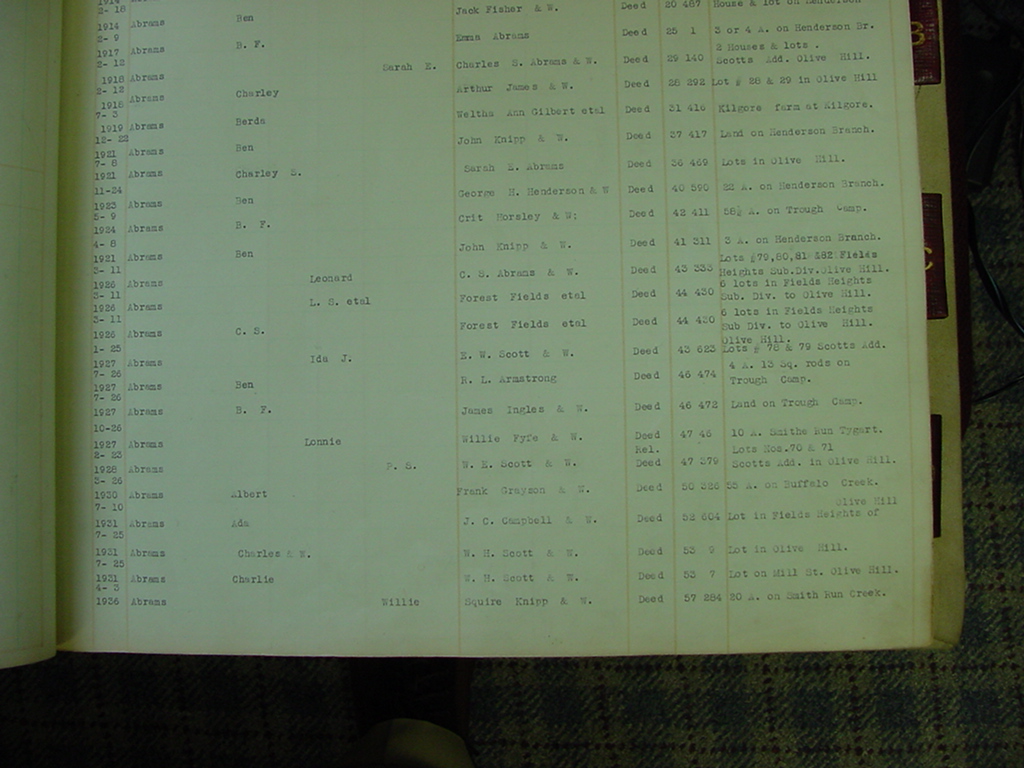 1914
2- 18 Ben Jack Fisher & W. Deed 20 487 House & lot on Henderson
1914 Abrams
2- 9 B. F. Emma Abrams Deed 25 1 3 or 4 A. on Henderson Br.
1917 Abrams 2 Houses & lots .
2- 12 Sarah E. Charles S. Abrams & W. Deed 29 140 Scotts Add. Olive Hill.
1918 Abrams
2- 12 Charley Arthur James & W. Deed 28 292 Lot # 28 & 29 in Olive Hill
1918 Abrams
7- 3 Berda Weltha Ann Gilbert etal Deed 31 416 Kilgore farm at Kilgore.
1919 Abrams
12- 22 Ben John Knipp & W. Deed 37 417 Land on Henderson Branch.
1921 Abrams
7- 8 Charley S. Sarah E. Abrams Deed 36 469 Lots in Olive Hill.
1921 Abrams
11-24 Ben George H. Henderson & W Deed 40 590 22 A. on Henderson Branch.
1923 Abrams
5- 9 B. F. Crit Horsley & W: Deed 42 411 58½ A. on Trough Camp.
1924 Abrams
4- 8 Ben John Knipp & W. Deed 41 311 3 A. on Henderson Branch.
1921 Abrams Lots #79,80,81 &82 Fields
3- 11 Leonard C. S. Abrams & W. Deed 43 333 Heights Sub.Div.Olive Hill.
1926 Abrams 6 lots in Fields Heights
3- 11 L. S. etal Forest Fields etal Deed 44 430 Sub. Div. to Olive Hill.
1926 Abrams 6 lots in Fields Heights
3- 11 C. S. Forest Fields etal Deed 44 430 Sub Div. to Olive Hill.
1926 Abrams Olive Hill.
1- 25 Ida J. E. W. Scott & W. Deed 43 623 Lots # 78 & 79 Scotts Add.
1927 Abrams 4 A. 13 Sq. rods on
7- 26 Ben R. L. Armstrong Deed 46 474 Trough Camp.
1927 Abrams
7- 26 B. F. James Ingles & W. Deed 46 472 Land on Trough Camp.
1927 Abrams
10-26 Lonnie Willie Fyfe & W. Deed 47 46 10 A. Smithe Run Tygart.
1927 Abrams Rel. Lots Nos.70 & 71
2- 23 P. S. W. E. Scott & W. Deed 47 379 Scotts Add. in Olive Hill.
1928 Abrams
3- 26 Albert Frank Grayson & W. Deed 50 326 55 A. on Buffalo Creek.
1930 Abrams Olive Hill
7- 10 Ada J. C. Campbell & W. Deed 52 604 Lot in Fields Heights of
1931 Abrams
7- 25 Charles & W. W. H. Scott & W. Deed 53 9 Lot in Olive Hill.
1931 Abrams
7- 25 Charlie W. H. Scott & W. Deed 53 7 Lot on Mill St. Olive Hill.
1931 Abrams
4- 3 Willie Squire Knipp & W. Deed 57 284 20 A. on Smith Run Creek.
1936 Abrams
B
C